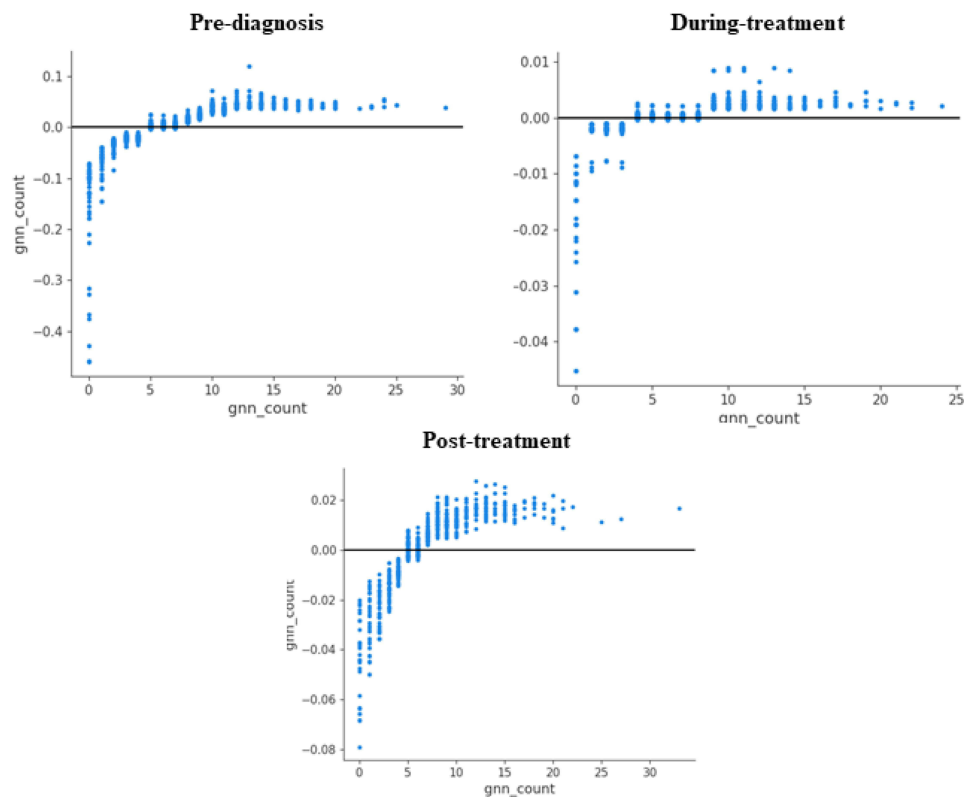 Pre-diagnosis
0.1
0.0
−0.1
−0.2
−0.3
−0.4
gnn_count
0 5 10 15 20 25 30
gnn_count
During-treatment
0.01
0.00
−0.01
−0.02
−0.03
−0.04
0 5 10 15 20 25
gnn_count
Post-treatment
0.02
0.00
−0.02
−0.04
−0.06
−0.08
gnn_count
0 5 10 15 20 25 30
gnn_count